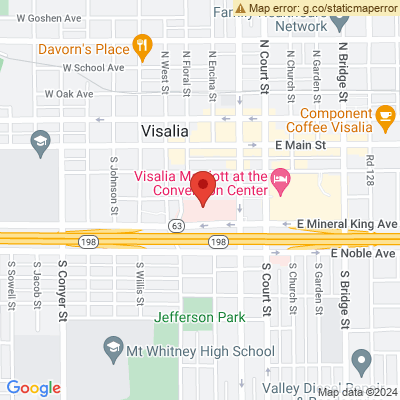 Map error: g.co/staticmaperror
W Goshen Ave
Family HealthCare
Network
Davorn's Place
W School Ave
N West St
N Floral St
N Encina St
N Court St
N Church St
N Garden St
N Bridge St
W Oak Ave
Component
Coffee Visalia
Visalia
E Main St
Rd 128
S Johnson St
Visalia Marriott at the
Convention Center
63
E Mineral King Ave
198
198
E Noble Ave
S Sowell St
S Jacob St
S Conyer St
S Willis St
S Court St
S Church St
S Garden St
S Bridge St
Jefferson Park
Mt Whitney High School
Google
Map data ©2024